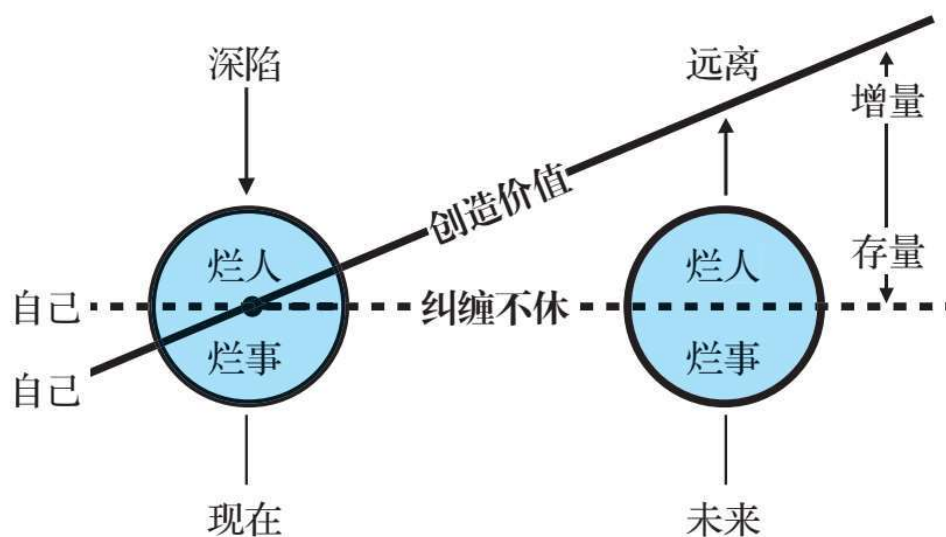 深陷
远离
增量
创造价值
烂人
烂人
存量
自己
纠缠不休
烂事
烂事
自己
现在
未来